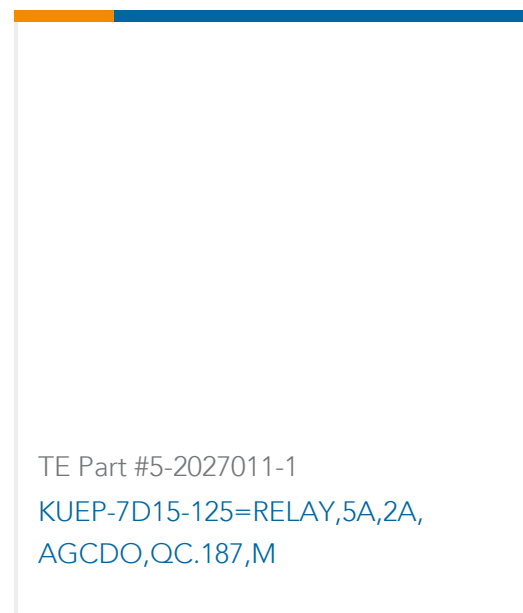 TE Part #5-2027011-1
KUEP-7D15-125=RELAY,5A,2A,
AGCDO,QC.187,M